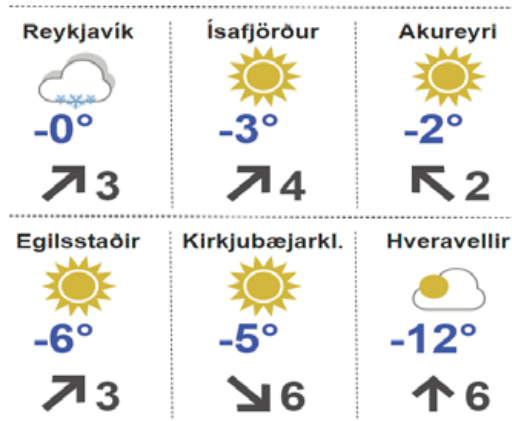 Reykjavík Ísafjörður Akureyri
-0° -3° -2°
3 4 2
Egilsstaðir Kirkjubæjarkl. Hveravellir
-6° -5° -12°
3 6 6